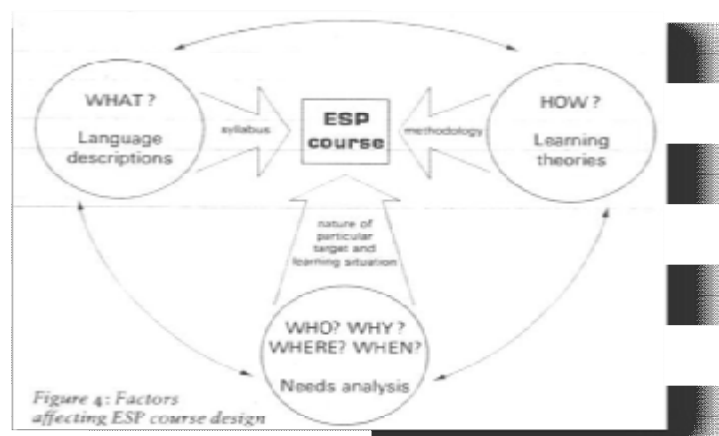 WHAT?
Language
descriptions
syllabus
ESP
course
methodology
HOW?
Learning
theories
nature of
particular
target and
learning situation
WHO? WHY?
WHERE? WHEN?
Needs analysis
Figure 4: Factors
affecting ESP course design